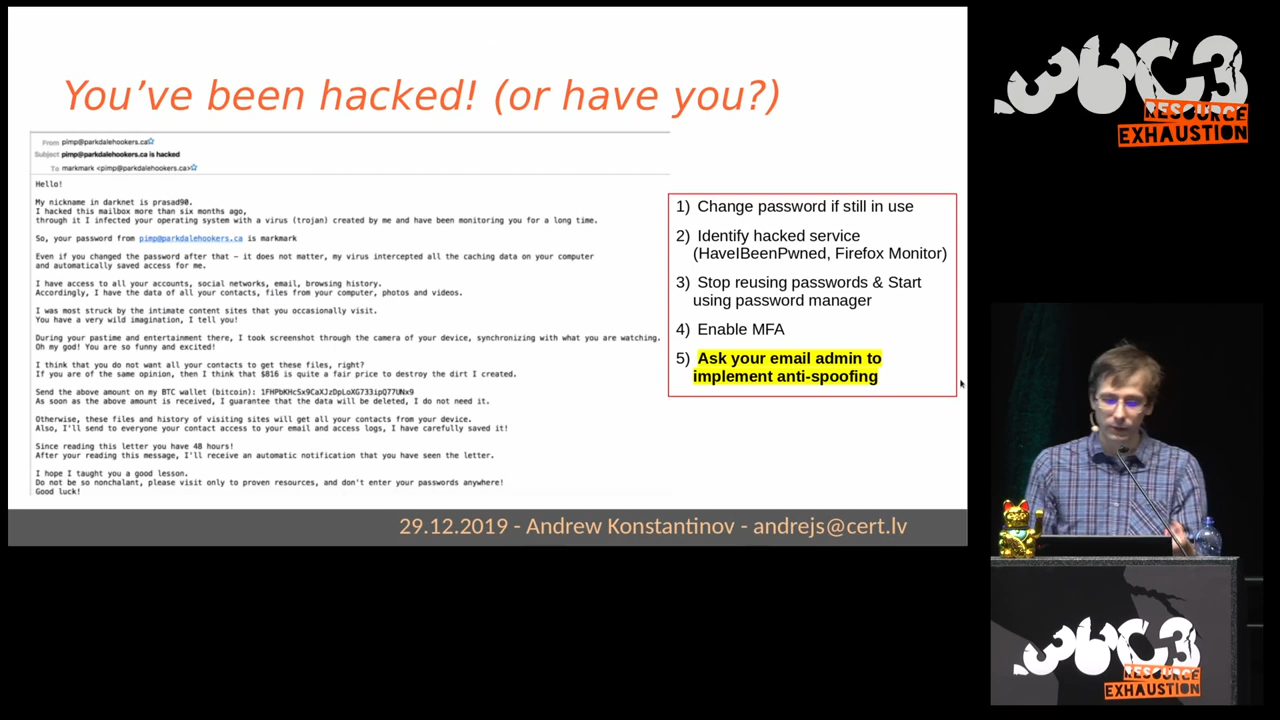 You've been hacked! (or have you?)
From pimp@parkdalehookers.ca
Subject pimp@parkdalehookers.ca is hacked
To markmark <pimp@parkdalehookers.ca>
Hello!
My nickname in darknet is prasad90.
I hacked this mailbox more than six months ago,
through it I infected your operating system with a virus (trojan) created by me and have been monitoring you for a long time.
So, your password from pimp@parkdalehookers.ca is markmark
Even if you changed the password after that - it does not matter, my virus intercepted all the caching data on your computer
and automatically saved access for me.
I have access to all your accounts, social networks, email, browsing history.
Accordingly, I have the data of all your contacts, files from your computer, photos and videos.
I was most struck by the intimate content sites that you occasionally visit.
You have a very wild imagination, I tell you!
During your pastime and entertainment there, I took screenshot through the camera of your device, synchronizing with what you are watching.
Oh my god! You are so funny and excited!
I think that you do not want all your contacts to get these files, right?
If you are of the same opinion, then I think that $816 is quite a fair price to destroy the dirt I created.
Send the above amount on my BTC wallet (bitcoin): 1FHPbKHcSx9CaXJzDpLoXG733ipQ77UNx9
As soon as the above amount is received, I guarantee that the data will be deleted, I do not need it.
Otherwise, these files and history of visiting sites will get all your contacts from your device.
Also, I'll send to everyone your contact access to your email and access logs, I have carefully saved it!
Since reading this letter you have 48 hours!
After your reading this message, I'll receive an automatic notification that you have seen the letter.
I hope I taught you a good lesson.
Do not be so nonchalant, please visit only to proven resources, and don't enter your passwords anywhere!
Good luck!
1) Change password if still in use
2) Identify hacked service
(HaveIBeenPwned, Firefox Monitor)
3) Stop reusing passwords & Start
using password manager
4) Enable MFA
5) Ask your email admin to
implement anti-spoofing
29.12.2019 - Andrew Konstantinov - andrejs@cert.lv
36C3
RESOURCE
EXHAUSTION
36C3
RESOURCE
EXHAUSTION